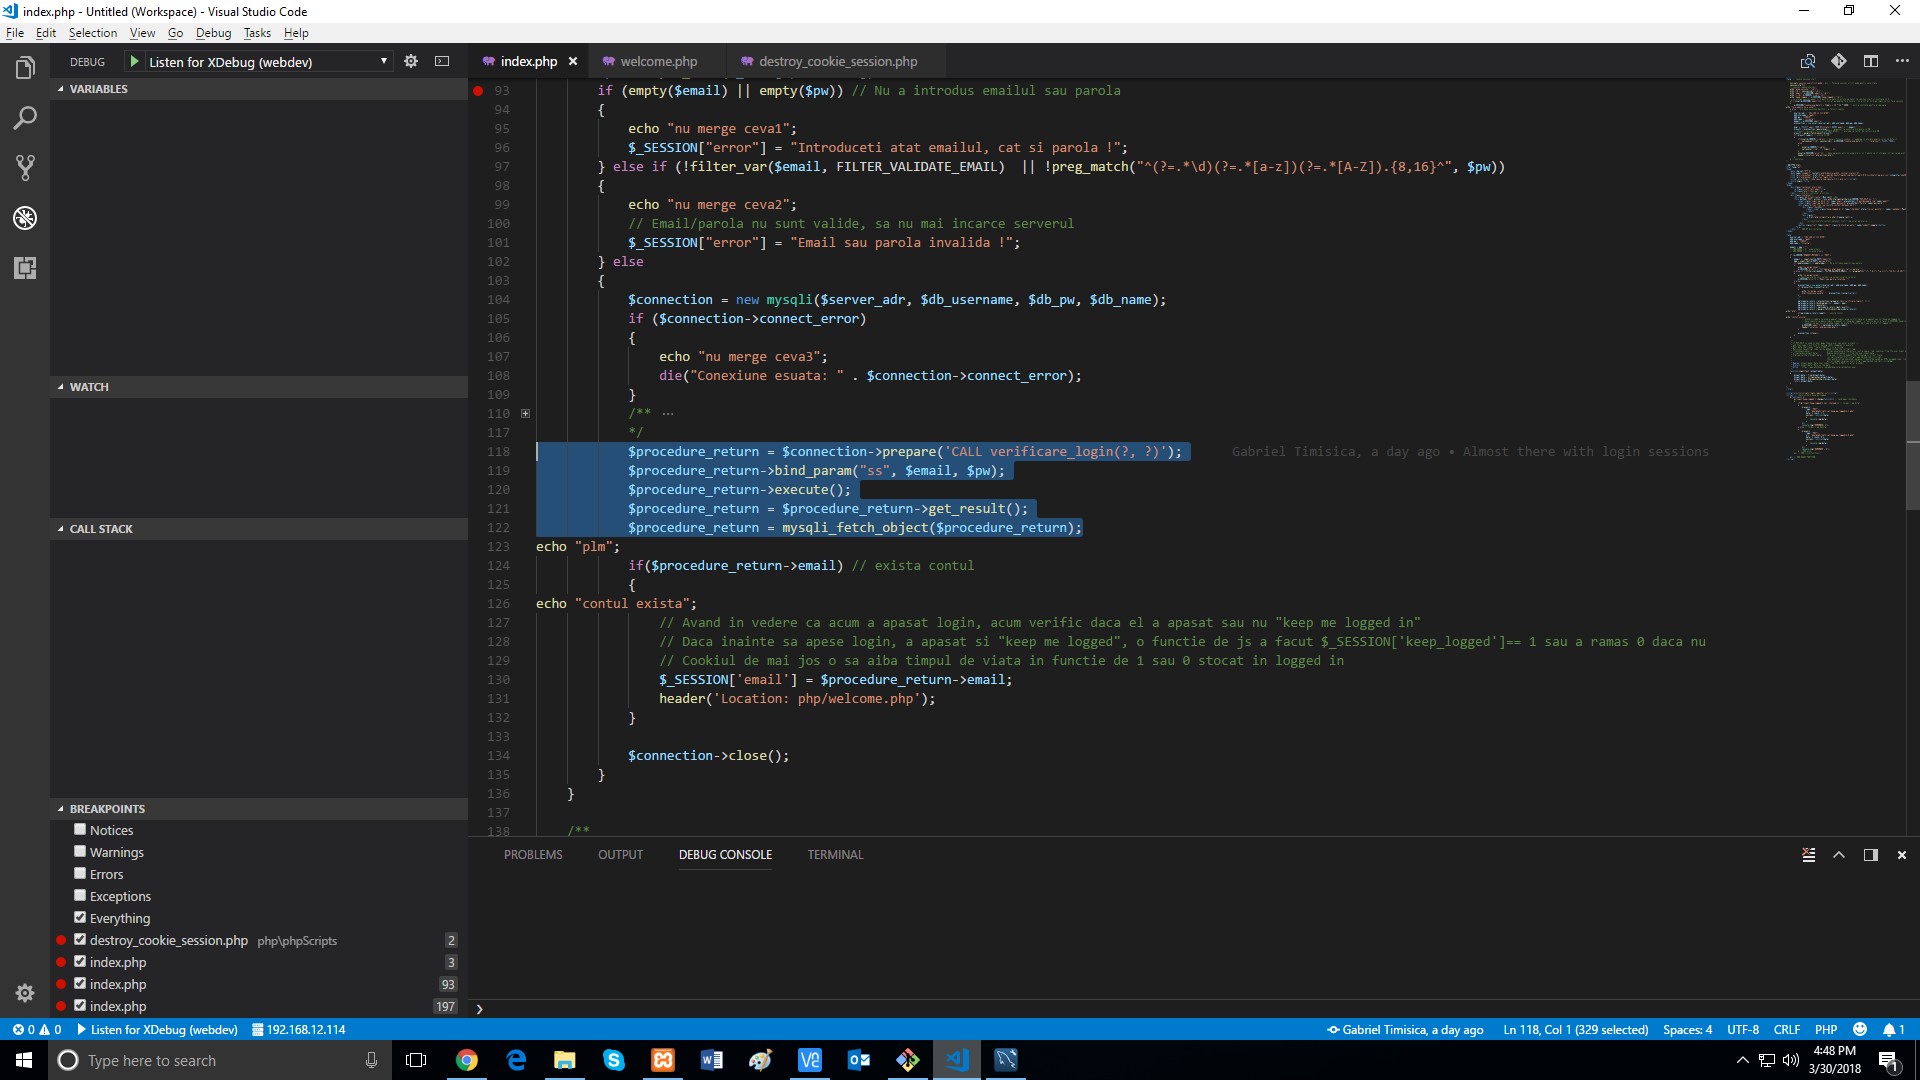 index.php - Untitled (Workspace) - Visual Studio Code
File Edit Selection View Go Debug Tasks Help
DEBUG Listen for XDebug (webdev)
index.php welcome.php destroy_cookie_session.php
VARIABLES
WATCH
CALL STACK
BREAKPOINTS
Notices
Warnings
Errors
Exceptions
Everything
destroy_cookie_session.php php\phpScripts 2
index.php 3
index.php 93
index.php 197
93 if (empty($email) || empty($pw)) // Nu a introdus emailul sau parola
94 {
95 echo "nu merge ceva1";
96 $_SESSION["error"] = "Introduceti atat emailul, cat si parola !";
97 } else if (!filter_var($email, FILTER_VALIDATE_EMAIL) || !preg_match("^(?=.*\d)(?=.*[a-z])(?=.*[A-Z]).{8,16}^", $pw))
98 {
99 echo "nu merge ceva2";
100 // Email/parola nu sunt valide, sa nu mai incarce serverul
101 $_SESSION["error"] = "Email sau parola invalida !";
102 } else
103 {
104 $connection = new mysqli($server_adr, $db_username, $db_pw, $db_name);
105 if ($connection->connect_error)
106 {
107 echo "nu merge ceva3";
108 die("Conexiune esuata: " . $connection->connect_error);
109 }
110 /** ...
117 */
118 $procedure_return = $connection->prepare('CALL verificare_login(?, ?)'); Gabriel Timisica, a day ago • Almost there with login sessions
119 $procedure_return->bind_param("ss", $email, $pw);
120 $procedure_return->execute();
121 $procedure_return = $procedure_return->get_result();
122 $procedure_return = mysqli_fetch_object($procedure_return);
123 echo "plm";
124 if($procedure_return->email) // exista contul
125 {
126 echo "contul exista";
127 // Avand in vedere ca acum a apasat login, acum verific daca el a apasat sau nu "keep me logged in"
128 // Daca inainte sa apese login, a apasat si "keep me logged", o functie de js a facut $_SESSION['keep_logged']== 1 sau a ramas 0 daca nu
129 // Cookiul de mai jos o sa aiba timpul de viata in functie de 1 sau 0 stocat in logged in
130 $_SESSION['email'] = $procedure_return->email;
131 header('Location: php/welcome.php');
132 }
133
134 $connection->close();
135 }
136 }
137
138 /**
PROBLEMS OUTPUT DEBUG CONSOLE TERMINAL
0 0 Listen for XDebug (webdev) 192.168.12.114 Gabriel Timisica, a day ago Ln 118, Col 1 (329 selected) Spaces: 4 UTF-8 CRLF PHP 1
Type here to search
4:48 PM
3/30/2018
1